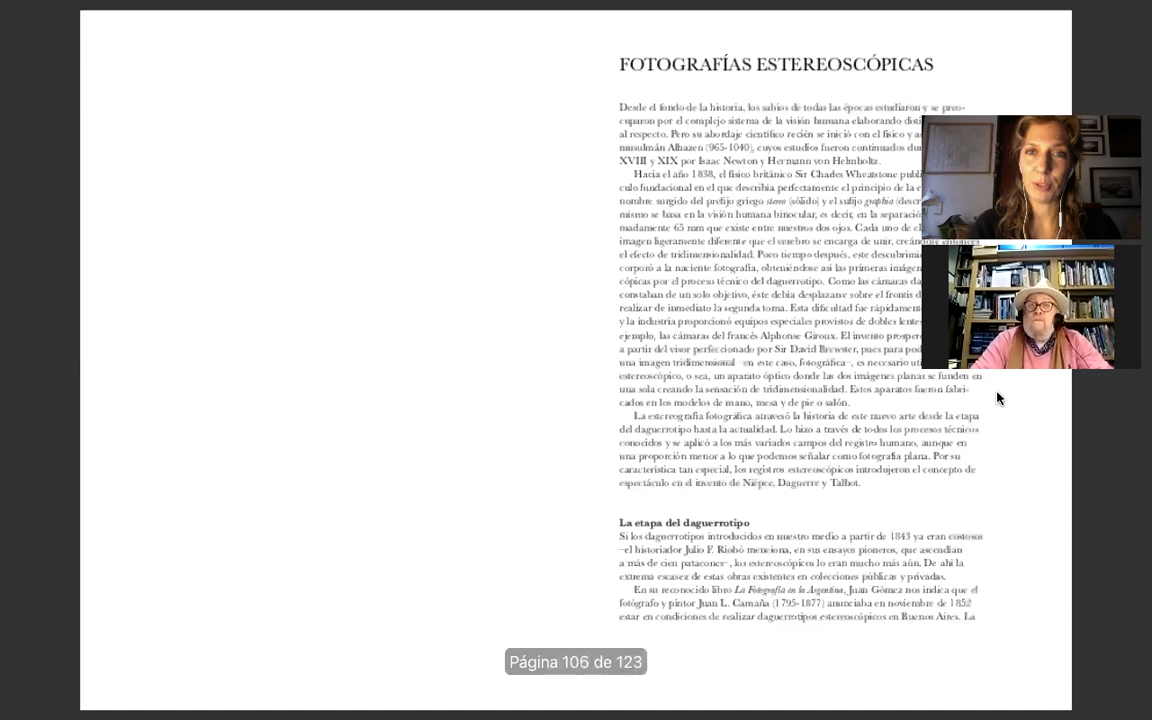 FOTOGRAFÍAS ESTEREOSCÓPICAS
Desde el fondo de la historia, los sabios de todas las épocas estudiaron y se preo-
cuparon por el complejo sistema de la visión humana elaborando
al respecto. Pero su abordaje científico recién se inició con el físico y
musulmán Alhazen (965-1040), cuyos estudios fueron continuados
XVIII y XIX por Isaac Newton y Hermann von Helmholtz.
Hacia el año 1838, el físico británico Sir Charles Wheatstone
culo fundacional en el que describía perfectamente el principio de la
nombre surgido del prefijo griego stereo (sólido) y el sufijo graphia
mismo se basa en la visión humana binocular, es decir, en la separación
madamente 65 mm que existe entre nuestros dos ojos. Cada uno de
imagen ligeramente diferente que el cerebro se encarga de unir, creándose entonces
el efecto de tridimensionalidad. Poco tiempo después, este
corporó a la naciente fotografía, obteniéndose así las primeras
cópicas por el proceso técnico del daguerrotipo. Como las cámaras
constaban de un solo objetivo, éste debía desplazarse sobre el frontis
realizar de inmediato la segunda toma. Esta dificultad fue
y la industria proporcionó equipos especiales provistos de dobles
ejemplo, las cámaras del francés Alphonse Giroux. El invento
a partir del visor perfeccionado por Sir David Brewster, pues para
una imagen tridimensional –en este caso, fotográfica–, es necesario
estereoscópico, o sea, un aparato óptico donde las dos imágenes planas se funden en
una sola creando la sensación de tridimensionalidad. Estos aparatos fueron fabri-
cados en los modelos de mano, mesa y de pie o salón.
La estereografía fotográfica atravesó la historia de este nuevo arte desde la etapa
del daguerrotipo hasta la actualidad. Lo hizo a través de todos los procesos técnicos
conocidos y se aplicó a los más variados campos del registro humano, aunque en
una proporción menor a lo que podemos señalar como fotografía plana. Por su
característica tan especial, los registros estereoscópicos introdujeron el concepto de
espectáculo en el invento de Niépce, Daguerre y Talbot.
La etapa del daguerrotipo
Si los daguerrotipos introducidos en nuestro medio a partir de 1843 ya eran costosos
–el historiador Julio F. Riobó menciona, en sus ensayos pioneros, que ascendían
a más de cien patacones–, los estereoscópicos lo eran mucho más aún. De ahí la
extrema escasez de estas obras existentes en colecciones públicas y privadas.
En su reconocido libro La Fotografía en la Argentina, Juan Gómez nos indica que el
fotógrafo y pintor Juan L. Camaña (1795-1877) anunciaba en noviembre de 1852
estar en condiciones de realizar daguerrotipos estereoscópicos en Buenos Aires. La
Página 106 de 123